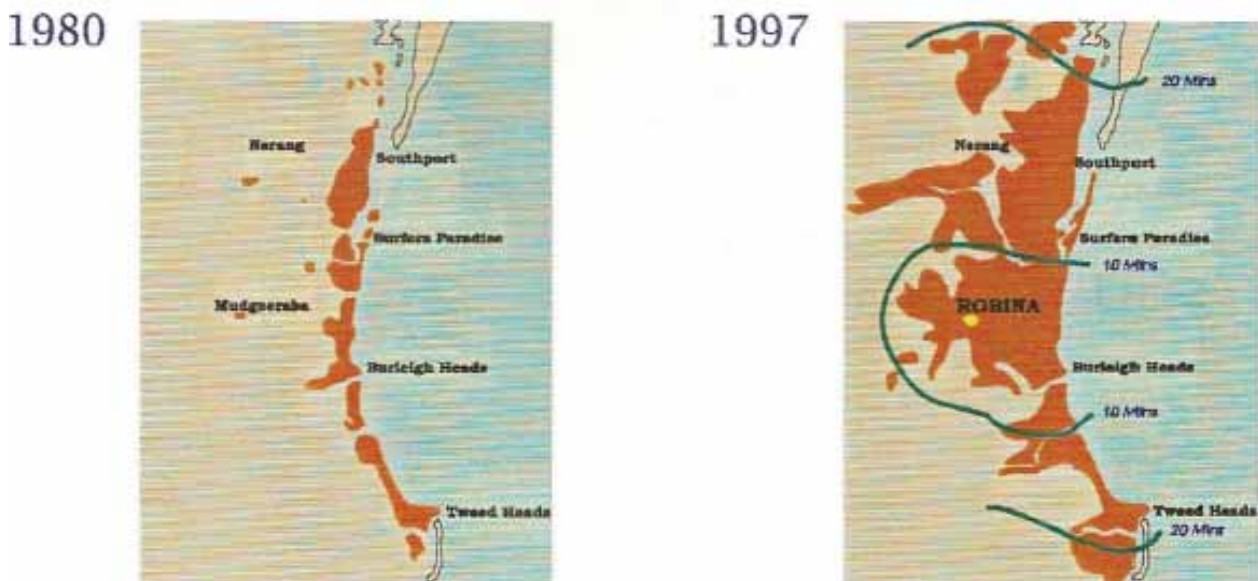 1980
Nerang
Southport
Surfers Paradise
Mudgeeraba
Burleigh Heads
Tweed Heads
1997
20 Mins
Nerang
Southport
Surfers Paradise
10 Mins
ROBINA
Burleigh Heads
10 Mins
Tweed Heads
20 Mins